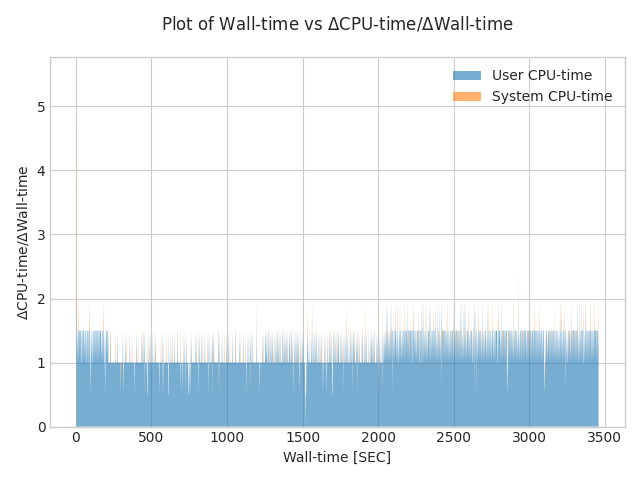 Plot of Wall-time vs ΔCPU-time/ΔWall-time
User CPU-time
System CPU-time
ΔCPU-time/ΔWall-time
5
4
3
2
1
0
0 500 1000 1500 2000 2500 3000 3500
Wall-time [SEC]